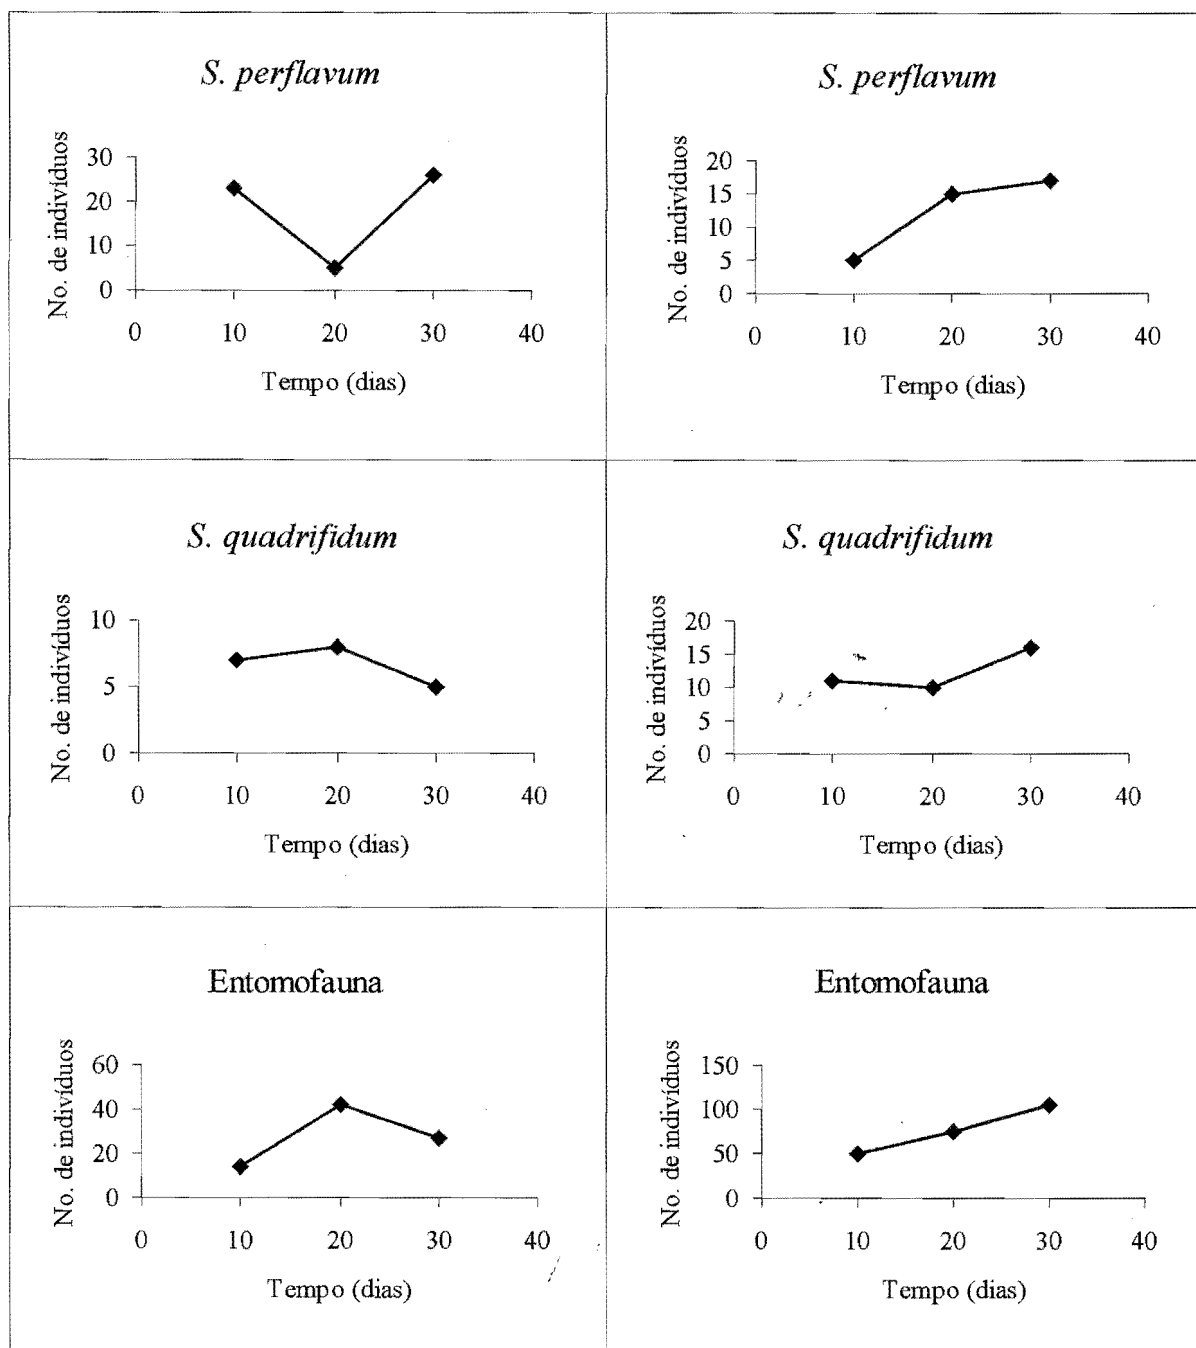 S. perflavum
No. de indivíduos
30
20
10
0
0 10 20 30 40
Tempo (dias)
S. perflavum
No. de indivíduos
20
15
10
5
0
0 10 20 30 40
Tempo (dias)
S. quadrifidum
No. de indivíduos
10
5
0
0 10 20 30 40
Tempo (dias)
S. quadrifidum
No. de indivíduos
20
15
10
5
0
0 10 20 30 40
Tempo (dias)
Entomofauna
No. de indivíduos
60
40
20
0
0 10 20 30 40
Tempo (dias)
Entomofauna
No. de indivíduos
150
100
50
0
0 10 20 30 40
Tempo (dias)